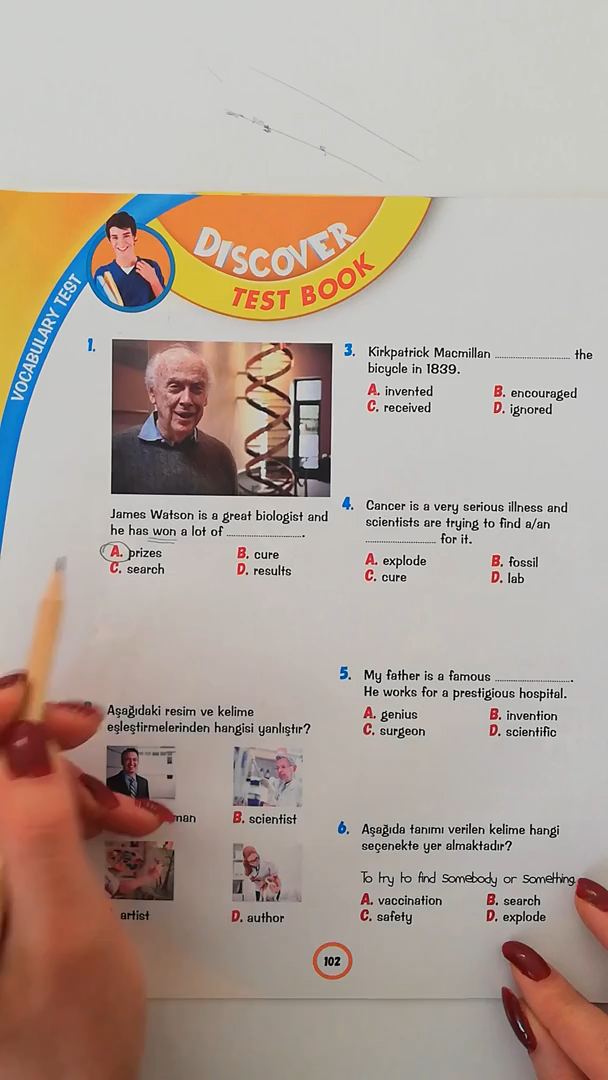 DISCOVER
TEST BOOK
VOCABULARY TEST
1.
James Watson is a great biologist and
he has won a lot of ......................
A. prizes
B. cure
C. search
D. results
Aşağıdaki resim ve kelime
eşleştirmelerinden hangisi yanlıştır?
man
B. scientist
artist
D. author
3. Kirkpatrick Macmillan ...................... the
bicycle in 1839.
A. invented
B. encouraged
C. received
D. ignored
4. Cancer is a very serious illness and
scientists are trying to find a/an
...................... for it.
A. explode
B. fossil
C. cure
D. lab
5. My father is a famous ......................
He works for a prestigious hospital.
A. genius
B. invention
C. surgeon
D. scientific
6. Aşağıda tanımı verilen kelime hangi
seçenekte yer almaktadır?
To try to find somebody or something.
A. vaccination
B. search
C. safety
D. explode
102